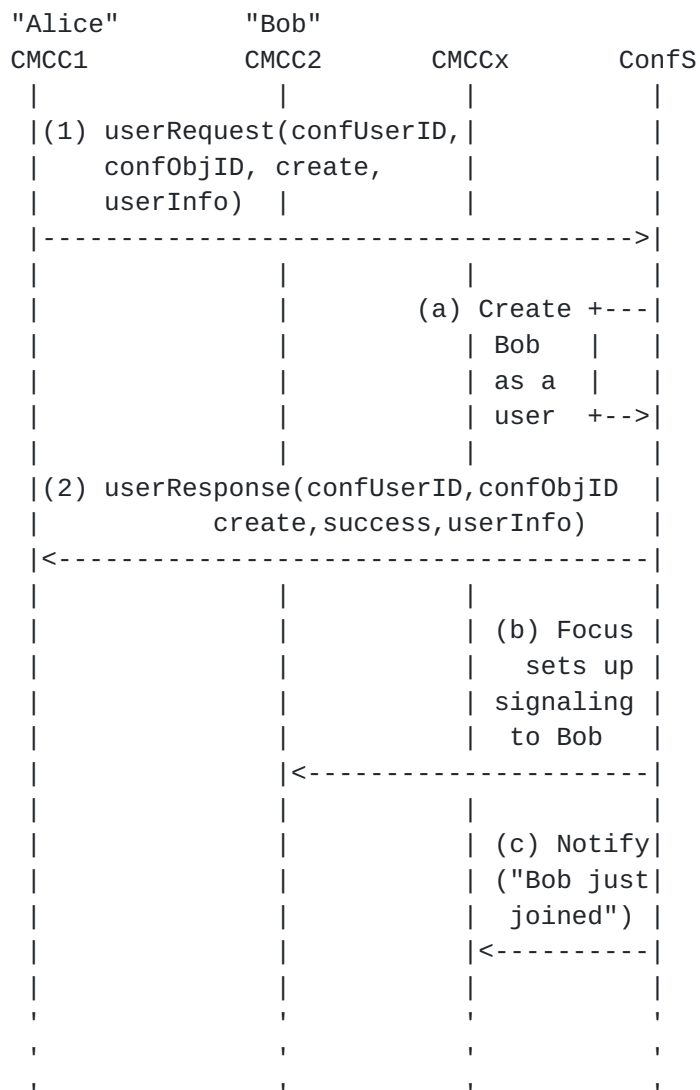 "Alice" "Bob"
CMCC1 CMCC2 CMCCx ConfS
(1) userRequest(confUserID,
confObjID, create,
userInfo)
(a) Create
Bob
as a
user
(2) userResponse(confUserID,confObjID
create,success,userInfo)
(b) Focus
sets up
signaling
to Bob
(c) Notify
("Bob just
joined")